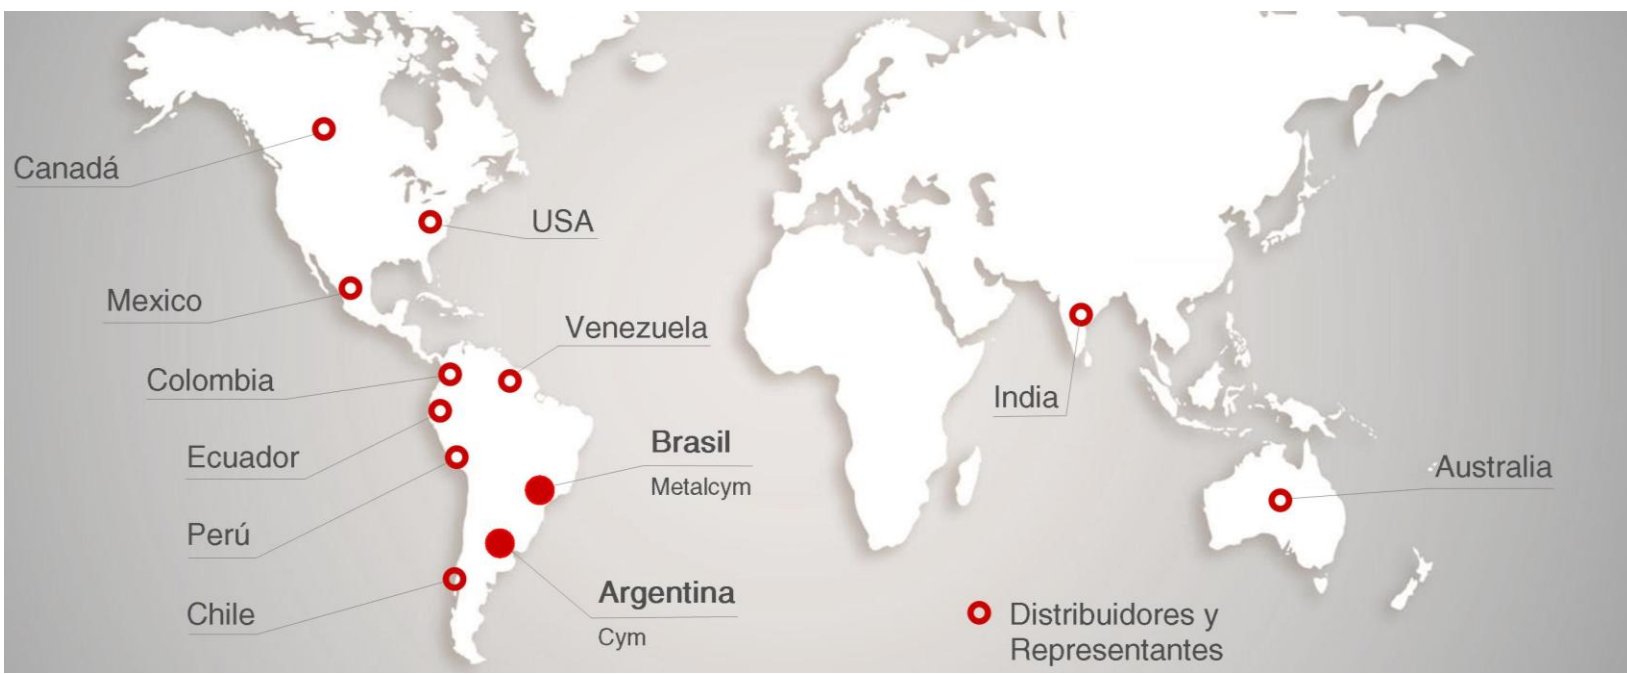 Canadá
USA
Mexico
Venezuela
Colombia
India
Ecuador
Brasil
Metalcym
Australia
Perú
Chile
Argentina
Cym
Distribuidores y
Representantes